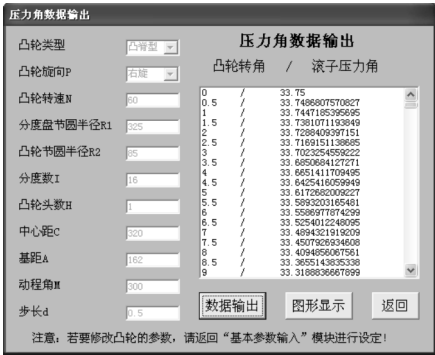 压力角数据输出
压力角数据输出
凸轮转角 / 滚子压力角
凸轮类型 凸脊型
凸轮旋向P 右旋
凸轮转速N 60
分度盘节圆半径R1 325
凸轮节圆半径R2 85
分度数I 16
凸轮头数H 1
中心距C 320
基距A 162
动程角M 300
步长d 0.5
0 / 33.75
0.5 / 33.7486807570827
1 / 33.7447185395695
1.5 / 33.7381071193849
2 / 33.7288409397151
2.5 / 33.7169151138685
3 / 33.7023254559222
3.5 / 33.6850684127271
4 / 33.6651411709495
4.5 / 33.6425416059949
5 / 33.6172682009227
5.5 / 33.5893203165481
6 / 33.5586977874299
6.5 / 33.5254012248095
7 / 33.4894321919209
7.5 / 33.4507926934608
8 / 33.4094856067561
8.5 / 33.3655143835338
9 / 33.3188836667899
数据输出 图形显示 返回
注意：若要修改凸轮的参数，请返回“基本参数输入”模块进行设定！